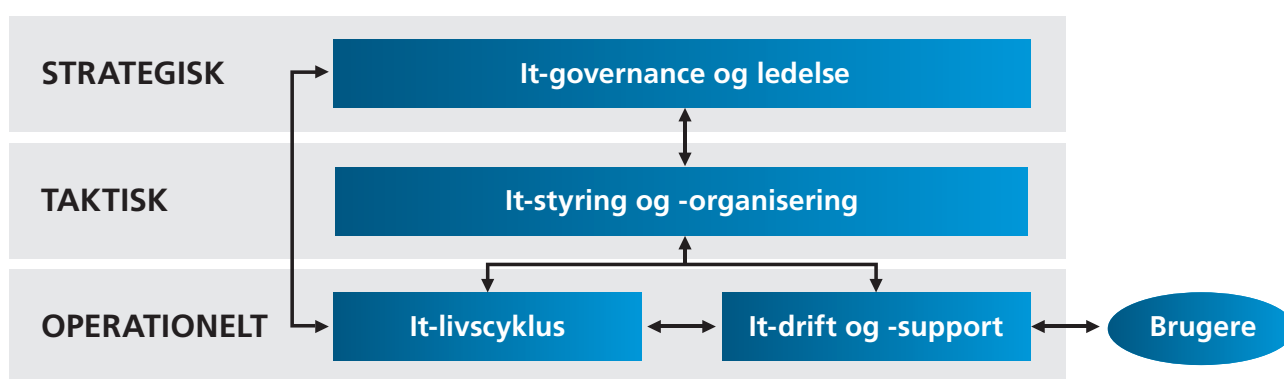 STRATEGISK
It-governance og ledelse
TAKTISK
It-styring og -organisering
OPERATIONELT
It-livscyklus
It-drift og -support
Brugere